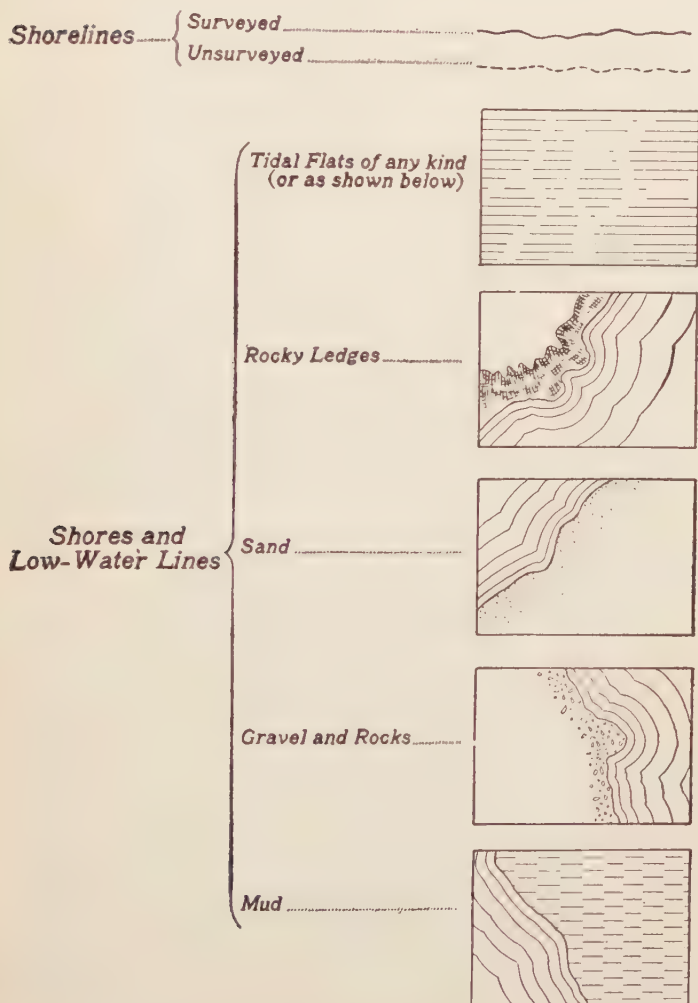 Shorelines
Surveyed
Unsurveyed
Tidal Flats of any kind
(or as shown below)
Rocky Ledges
Shores and
Low-Water Lines
Sand
Gravel and Rocks
Mud